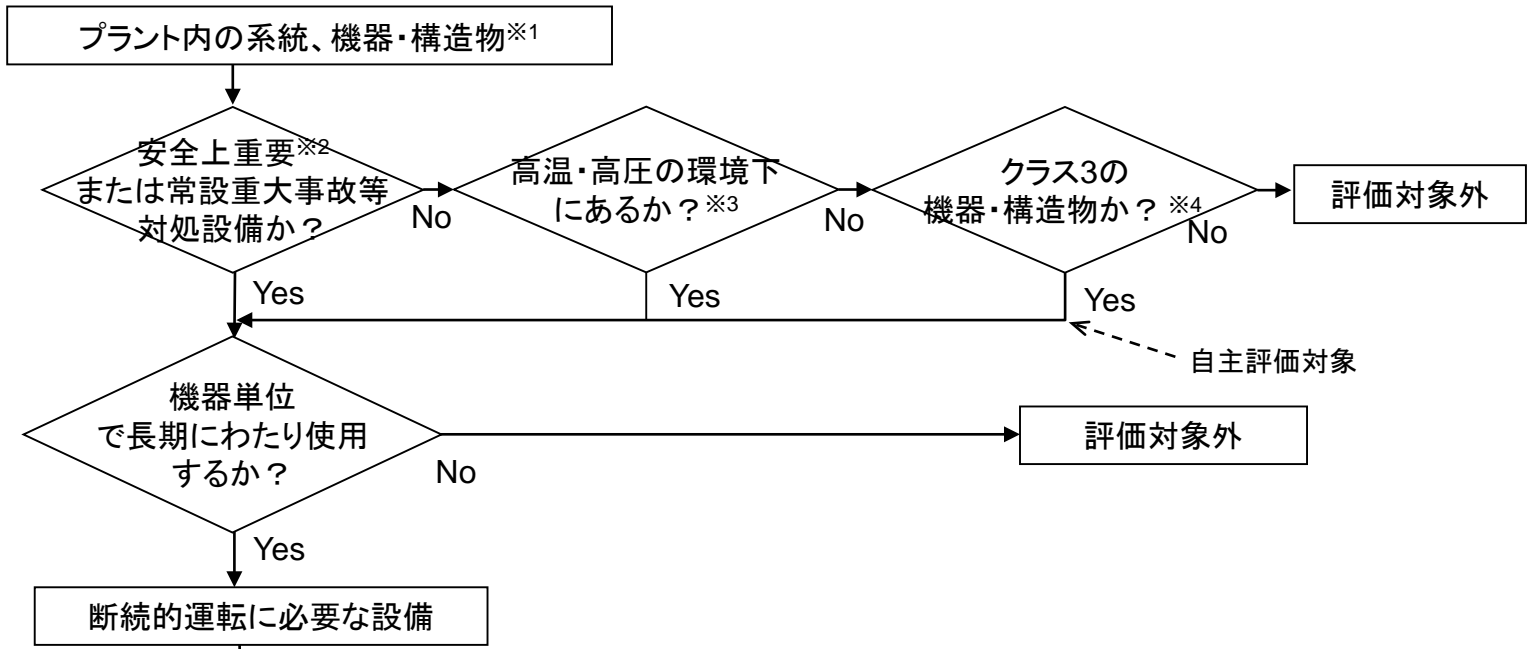 プラント内の系統、機器・構造物※1
安全上重要※2
または常設重大事故等
対処設備か？
No
高温・高圧の環境下
にあるか？※3
No
クラス3の
機器・構造物か？ ※4
No
評価対象外
Yes
Yes
Yes
自主評価対象
機器単位
で長期にわたり使用
するか？
No
評価対象外
Yes
断続的運転に必要な設備